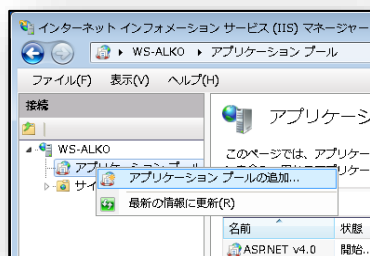 インターネット インフォメーション サービス (IIS) マネージャー
WS-ALKO ▸ アプリケーション プール
ファイル(F) 表示(V) ヘルプ(H)
接続
アプリケーシ
WS-ALKO
このページでは、アプリケー
アプリケーション プールの追加...
サイ
最新の情報に更新(R)
名前 状態
ASP.NET v4.0 開始...